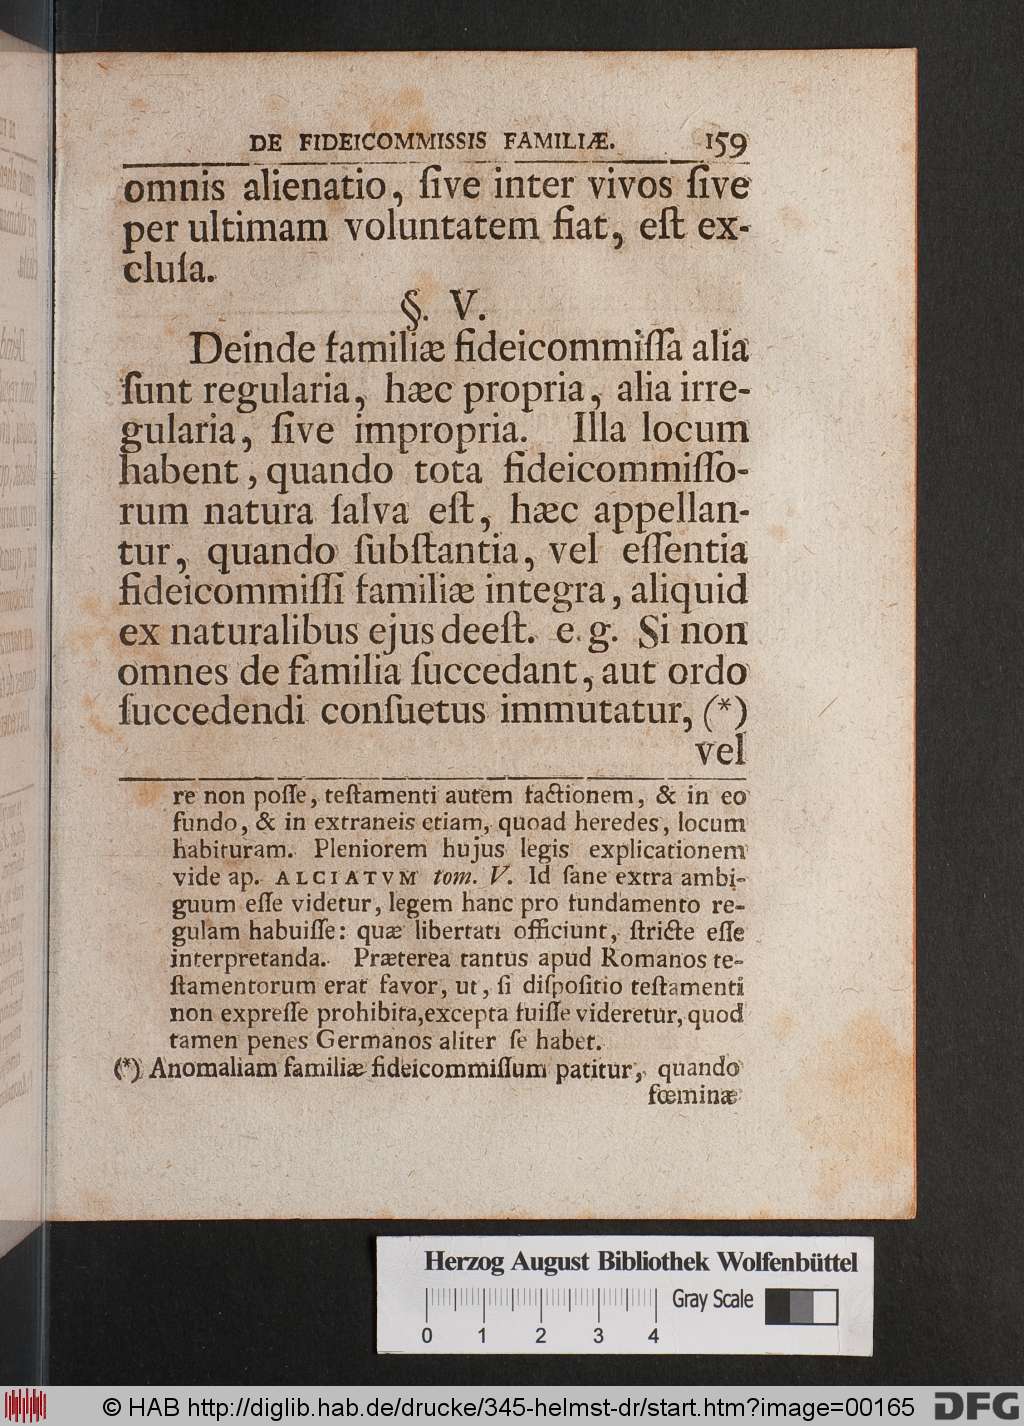 DE FIDEICOMMISSIS FAMILIÆ. 159
omnis alienatio, ſive inter vivos ſive
per ultimam voluntatem fiat, eſt ex-
cluſa.
§. V.
Deinde familiæ fideicommiſſa alia
ſunt regularia, hæc propria, alia irre-
gularia, ſive impropria. Illa locum
habent, quando tota fideicommiſſo-
rum natura ſalva eſt, hæc appellan-
tur, quando ſubſtantia, vel eſſentia
fideicommiſſi familiæ integra, aliquid
ex naturalibus ejus deeſt. e. g. Si non
omnes de familia ſuccedant, aut ordo
ſuccedendi conſuetus immutatur, (*)
vel
re non poſſe, teſtamenti autem factionem, & in eo
fundo, & in extraneis etiam, quoad heredes, locum
habituram. Pleniorem hujus legis explicationem
vide ap. ALCIATVM tom. V. Id ſane extra ambi-
guum eſſe videtur, legem hanc pro fundamento re-
gulam habuiſſe: quæ libertati officiunt, ſtricte eſſe
interpretanda. Præterea tantus apud Romanos te-
ſtamentorum erat favor, ut, ſi diſpoſitio teſtamenti
non expreſſe prohibita, excepta fuiſſe videretur, quod
tamen penes Germanos aliter ſe habet.
(*) Anomaliam familiæ fideicommiſſum patitur, quando
fœminæ
Herzog August Bibliothek Wolfenbüttel
Gray Scale
0 1 2 3 4
© HAB http://diglib.hab.de/drucke/345-helmst-dr/start.htm?image=00165
DFG